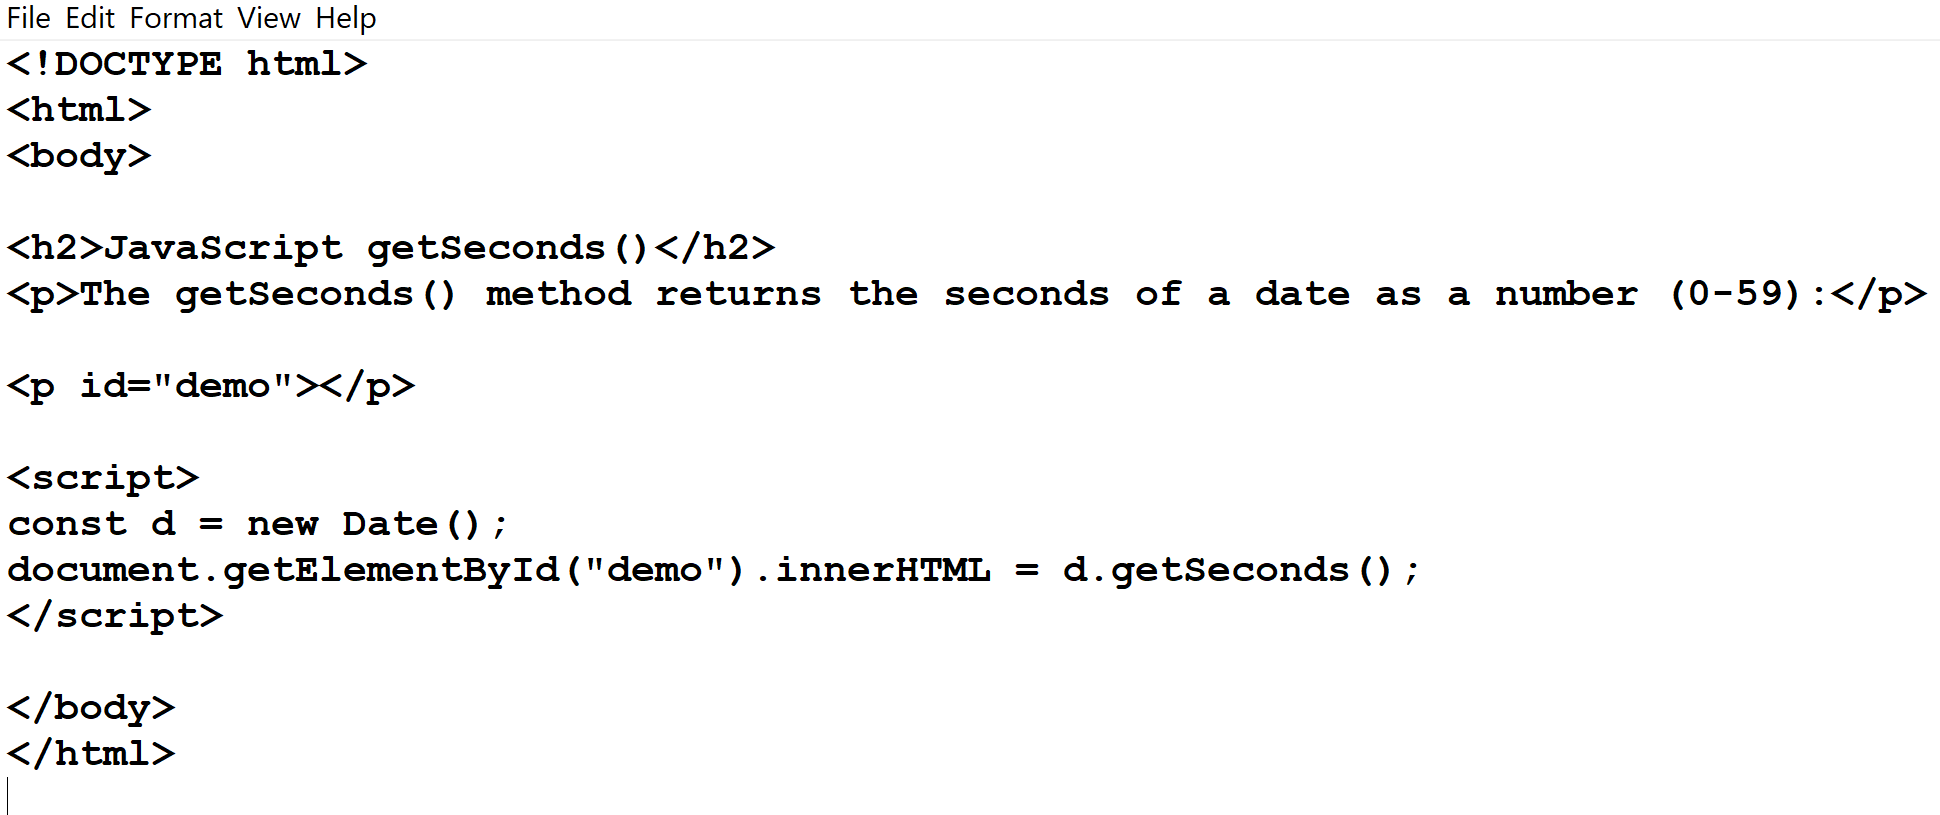 File Edit Format View Help
<!DOCTYPE html>
<html>
<body>
<h2>JavaScript getSeconds()</h2>
<p>The getSeconds() method returns the seconds of a date as a number (0-59):</p>
<p id="demo"></p>
<script>
const d = new Date();
document.getElementById("demo").innerHTML = d.getSeconds();
</script>
</body>
</html>